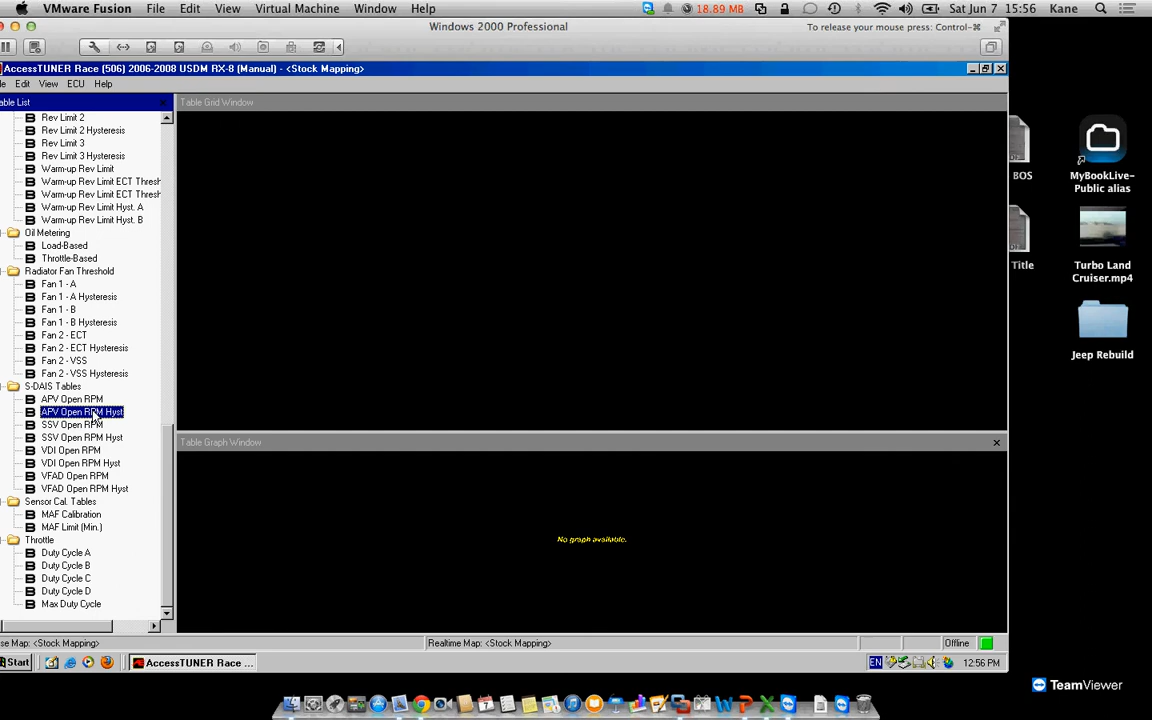 VMware Fusion File Edit View Virtual Machine Window Help 18.89 MB Sat Jun 7 15:56 Kane
Windows 2000 Professional To release your mouse press: Control-⌘
AccessTUNER Race (506) 2006-2008 USDM RX-8 (Manual) - <Stock Mapping>
le Edit View ECU Help
able List
Table Grid Window
Rev Limit 2
Rev Limit 2 Hysteresis
Rev Limit 3
Rev Limit 3 Hysteresis
Warm-up Rev Limit
Warm-up Rev Limit ECT Thresh
Warm-up Rev Limit ECT Thresh
Warm-up Rev Limit Hyst. A
Warm-up Rev Limit Hyst. B
Oil Metering
Load-Based
Throttle-Based
Radiator Fan Threshold
Fan 1 - A
Fan 1 - A Hysteresis
Fan 1 - B
Fan 1 - B Hysteresis
Fan 2 - ECT
Fan 2 - ECT Hysteresis
Fan 2 - VSS
Fan 2 - VSS Hysteresis
S-DAIS Tables
APV Open RPM
APV Open RPM Hyst
SSV Open RPM
SSV Open RPM Hyst
VDI Open RPM
VDI Open RPM Hyst
VFAD Open RPM
VFAD Open RPM Hyst
Sensor Cal. Tables
MAF Calibration
MAF Limit (Min.)
Throttle
Duty Cycle A
Duty Cycle B
Duty Cycle C
Duty Cycle D
Max Duty Cycle
Table Graph Window
No graph available.
BOS
MyBookLive-
Public alias
Title
Turbo Land
Cruiser.mp4
Jeep Rebuild
se Map: <Stock Mapping> Realtime Map: <Stock Mapping> Offline
Start AccessTUNER Race ... EN 12:56 PM
TeamViewer